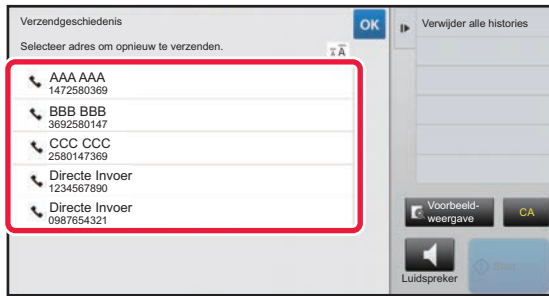 Verzendgeschiedenis
OK
Selecteer adres om opnieuw te verzenden.
AAA AAA
1472580369
BBB BBB
3692580147
CCC CCC
2580147369
Directe Invoer
1234567890
Directe Invoer
0987654321
Verwijder alle histories
Voorbeeld-
weergave
CA
Luidspreker
Start